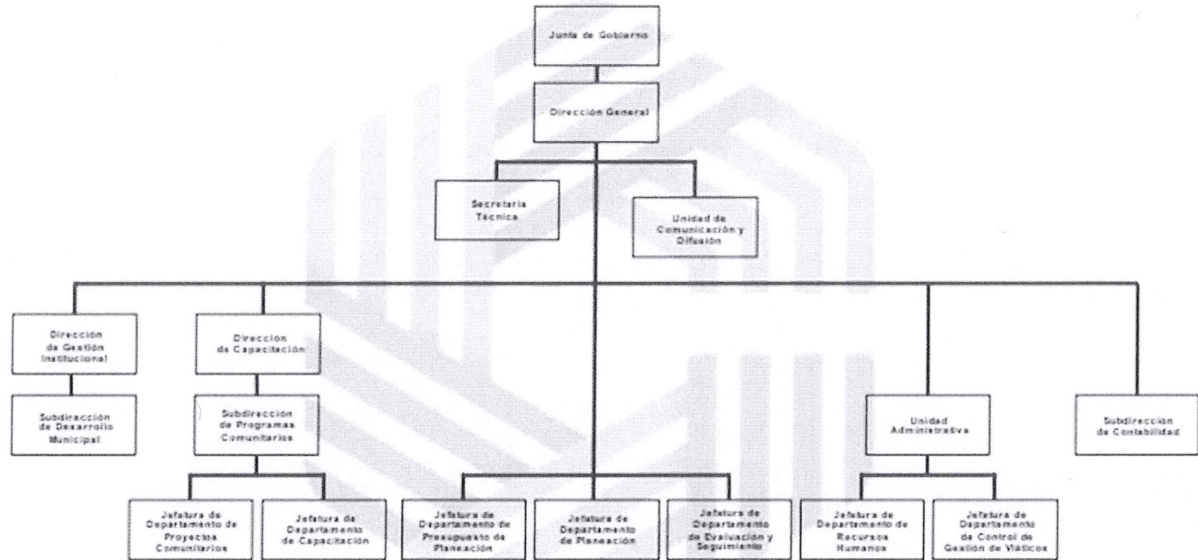 Junta de Gobierno
Dirección General
Secretaría
Técnica
Unidad de
Comunicación y
Difusión
Dirección
de Gestión
Institucional
Dirección
de Capacitación
Subdirección
de Desarrollo
Municipal
Subdirección
de Programas
Comunitarios
Unidad
Administrativa
Subdirección
de Contabilidad
Jefatura de
Departamento de
Proyectos
Comunitarios
Jefatura de
Departamento
de Capacitación
Jefatura de
Departamento de
Presupuesto de
Planeación
Jefatura de
Departamento
de Planeación
Jefatura de
Departamento
de Evaluación y
Seguimiento
Jefatura de
Departamento de
Recursos
Humanos
Jefatura de
Departamento
de Control de
Gestión de Viáticos